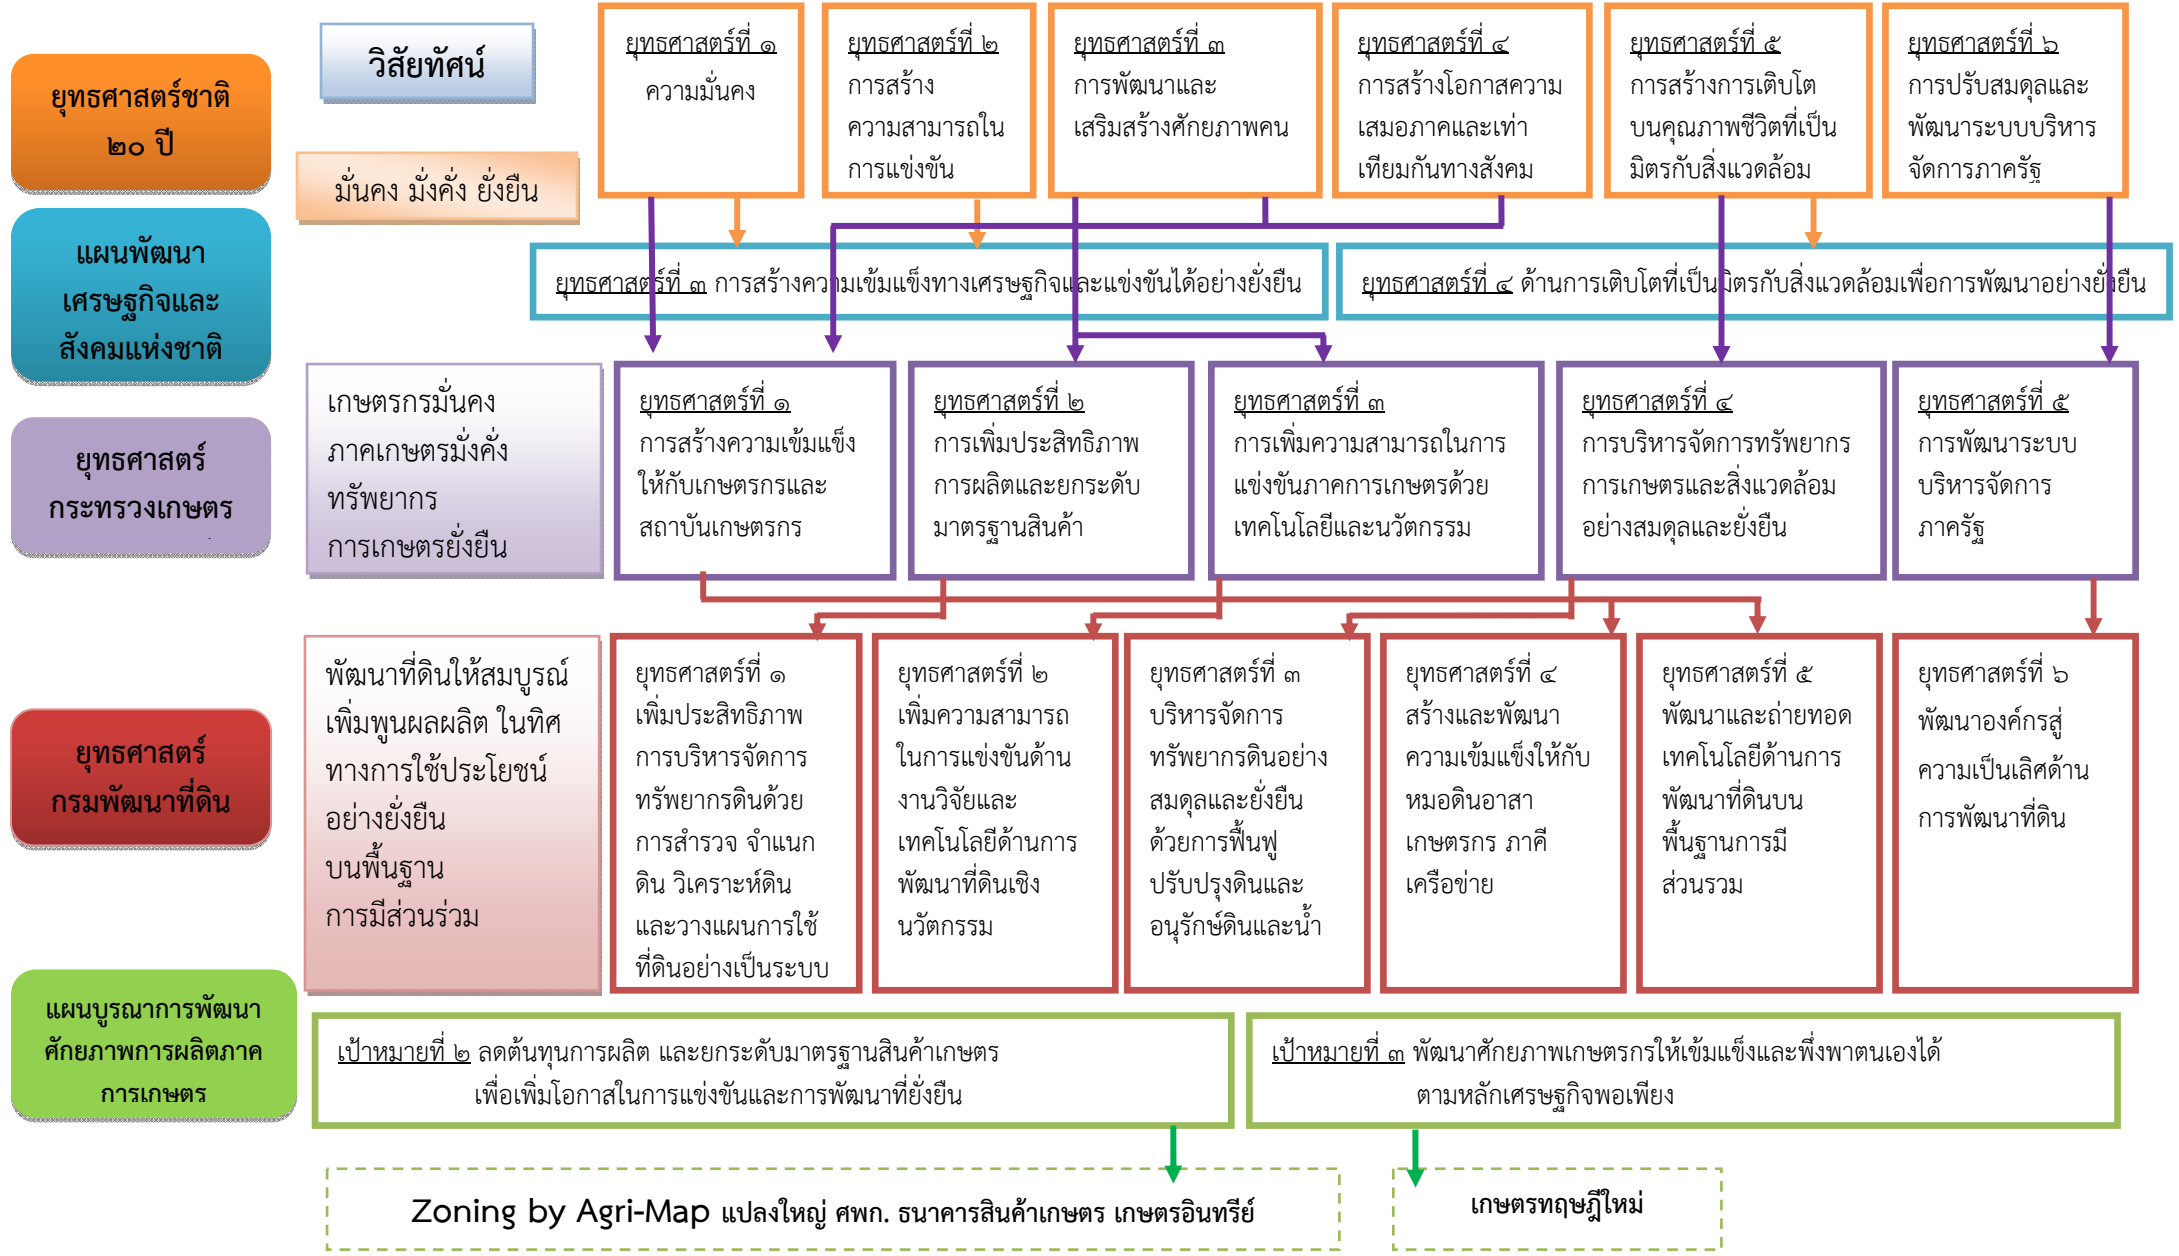 ยุทธศาสตร์ชาติ
๒๐ ปี
วิสัยทัศน์
มั่นคง มั่งคั่ง ยั่งยืน
ยุทธศาสตร์ที่ ๑
ความมั่นคง
ยุทธศาสตร์ที่ ๒
การสร้าง
ความสามารถใน
การแข่งขัน
ยุทธศาสตร์ที่ ๓
การพัฒนาและ
เสริมสร้างศักยภาพคน
ยุทธศาสตร์ที่ ๔
การสร้างโอกาสความ
เสมอภาคและเท่า
เทียมกันทางสังคม
ยุทธศาสตร์ที่ ๕
การสร้างการเติบโต
บนคุณภาพชีวิตที่เป็น
มิตรกับสิ่งแวดล้อม
ยุทธศาสตร์ที่ ๖
การปรับสมดุลและ
พัฒนาระบบบริหาร
จัดการภาครัฐ
แผนพัฒนา
เศรษฐกิจและ
สังคมแห่งชาติ
ยุทธศาสตร์ที่ ๓ การสร้างความเข้มแข็งทางเศรษฐกิจและแข่งขันได้อย่างยั่งยืน
ยุทธศาสตร์ที่ ๔ ด้านการเติบโตที่เป็นมิตรกับสิ่งแวดล้อมเพื่อการพัฒนาอย่างยั่งยืน
ยุทธศาสตร์
กระทรวงเกษตร
เกษตรกรมั่นคง
ภาคเกษตรมั่งคั่ง
ทรัพยากร
การเกษตรยั่งยืน
ยุทธศาสตร์ที่ ๑
การสร้างความเข้มแข็ง
ให้กับเกษตรกรและ
สถาบันเกษตรกร
ยุทธศาสตร์ที่ ๒
การเพิ่มประสิทธิภาพ
การผลิตและยกระดับ
มาตรฐานสินค้า
ยุทธศาสตร์ที่ ๓
การเพิ่มความสามารถในการ
แข่งขันภาคการเกษตรด้วย
เทคโนโลยีและนวัตกรรม
ยุทธศาสตร์ที่ ๔
การบริหารจัดการทรัพยากร
การเกษตรและสิ่งแวดล้อม
อย่างสมดุลและยั่งยืน
ยุทธศาสตร์ที่ ๕
การพัฒนาระบบ
บริหารจัดการ
ภาครัฐ
ยุทธศาสตร์
กรมพัฒนาที่ดิน
พัฒนาที่ดินให้สมบูรณ์
เพิ่มพูนผลผลิต ในทิศ
ทางการใช้ประโยชน์
อย่างยั่งยืน
บนพื้นฐาน
การมีส่วนร่วม
ยุทธศาสตร์ที่ ๑
เพิ่มประสิทธิภาพ
การบริหารจัดการ
ทรัพยากรดินด้วย
การสำรวจ จำแนก
ดิน วิเคราะห์ดิน
และวางแผนการใช้
ที่ดินอย่างเป็นระบบ
ยุทธศาสตร์ที่ ๒
เพิ่มความสามารถ
ในการแข่งขันด้าน
งานวิจัยและ
เทคโนโลยีด้านการ
พัฒนาที่ดินเชิง
นวัตกรรม
ยุทธศาสตร์ที่ ๓
บริหารจัดการ
ทรัพยากรดินอย่าง
สมดุลและยั่งยืน
ด้วยการฟื้นฟู
ปรับปรุงดินและ
อนุรักษ์ดินและน้ำ
ยุทธศาสตร์ที่ ๔
สร้างและพัฒนา
ความเข้มแข็งให้กับ
หมอดินอาสา
เกษตรกร ภาคี
เครือข่าย
ยุทธศาสตร์ที่ ๕
พัฒนาและถ่ายทอด
เทคโนโลยีด้านการ
พัฒนาที่ดินบน
พื้นฐานการมี
ส่วนรวม
ยุทธศาสตร์ที่ ๖
พัฒนาองค์กรสู่
ความเป็นเลิศด้าน
การพัฒนาที่ดิน
แผนบูรณาการพัฒนา
ศักยภาพการผลิตภาค
การเกษตร
เป้าหมายที่ ๒ ลดต้นทุนการผลิต และยกระดับมาตรฐานสินค้าเกษตร
เพื่อเพิ่มโอกาสในการแข่งขันและการพัฒนาที่ยั่งยืน
เป้าหมายที่ ๓ พัฒนาศักยภาพเกษตรกรให้เข้มแข็งและพึ่งพาตนเองได้
ตามหลักเศรษฐกิจพอเพียง
Zoning by Agri-Map แปลงใหญ่ ศพก. ธนาคารสินค้าเกษตร เกษตรอินทรีย์
เกษตรทฤษฎีใหม่